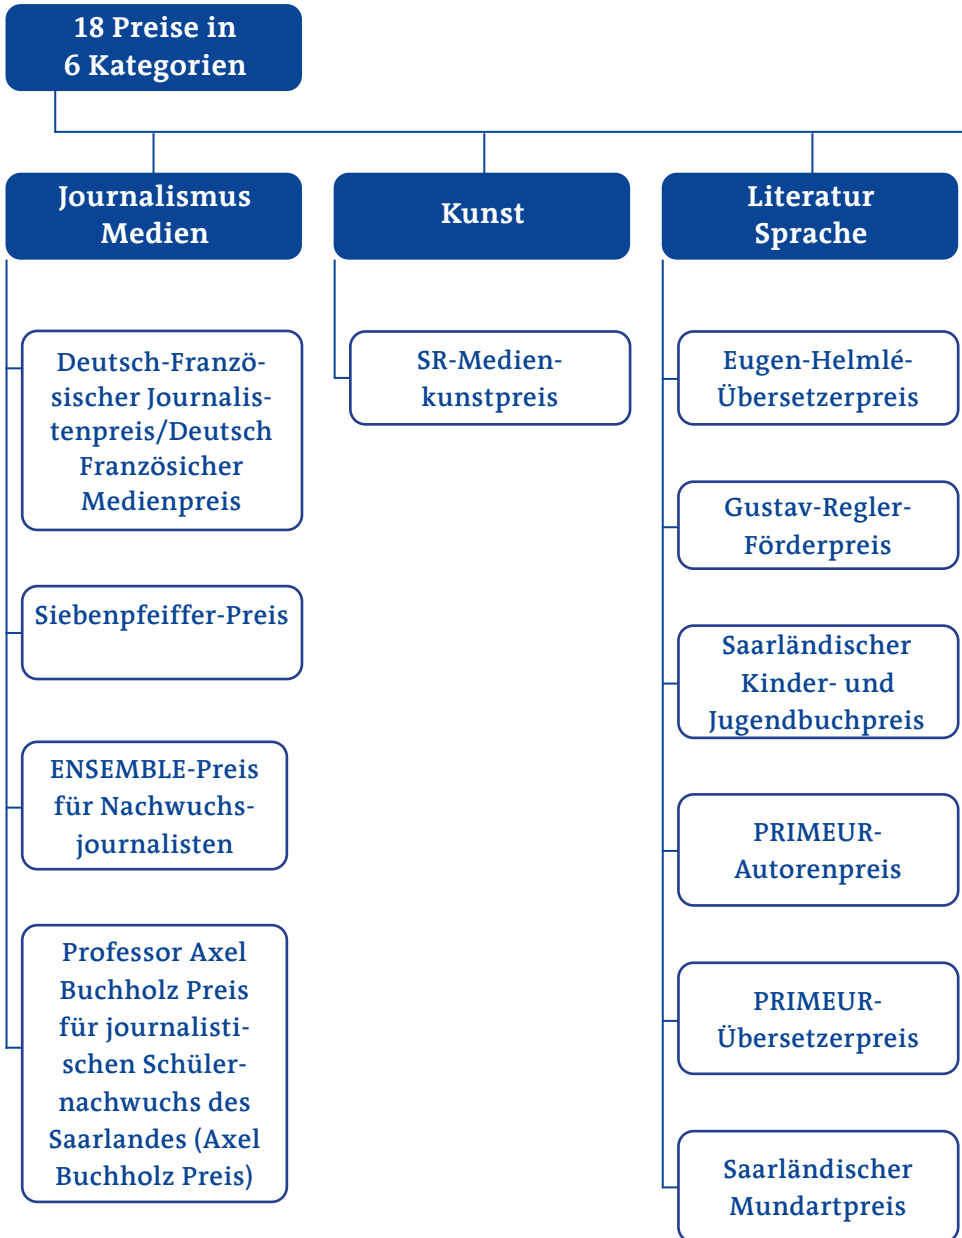 18 Preise in
6 Kategorien
Journalismus
Medien
Deutsch-Franzö-
sischer Journalis-
tenpreis/Deutsch
Französicher
Medienpreis
Siebenpfeiffer-Preis
ENSEMBLE-Preis
für Nachwuchs-
journalisten
Professor Axel
Buchholz Preis
für journalisti-
schen Schüler-
nachwuchs des
Saarlandes (Axel
Buchholz Preis)
Kunst
SR-Medien-
kunstpreis
Literatur
Sprache
Eugen-Helmlé-
Übersetzerpreis
Gustav-Regler-
Förderpreis
Saarländischer
Kinder- und
Jugendbuchpreis
PRIMEUR-
Autorenpreis
PRIMEUR-
Übersetzerpreis
Saarländischer
Mundartpreis